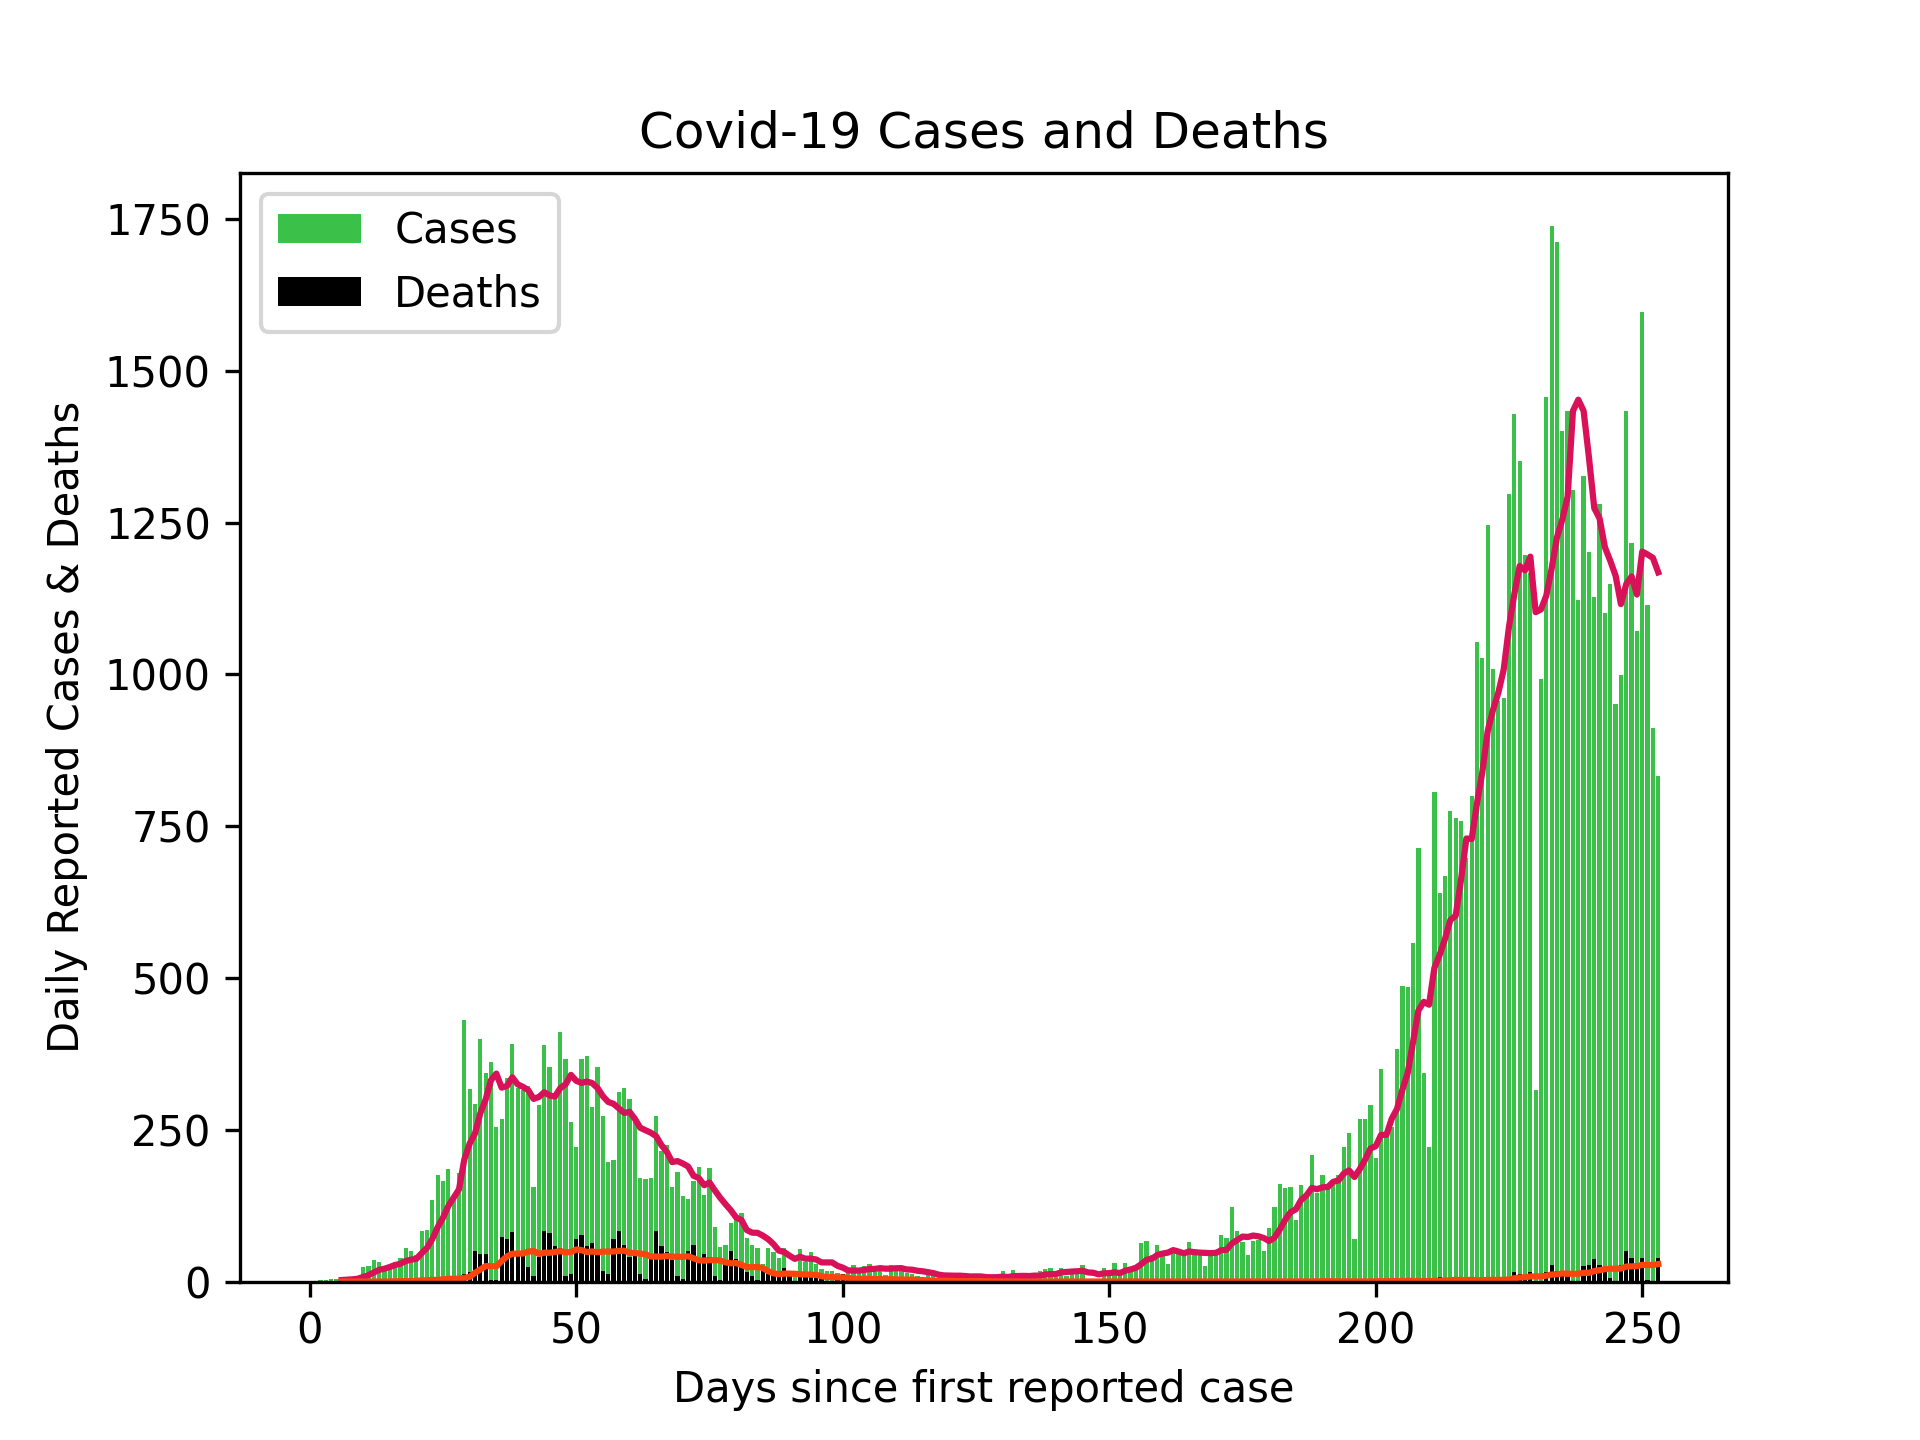 Covid-19 Cases and Deaths
Cases
Deaths
Daily Reported Cases & Deaths
1750
1500
1250
1000
750
500
250
0
0 50 100 150 200 250
Days since first reported case